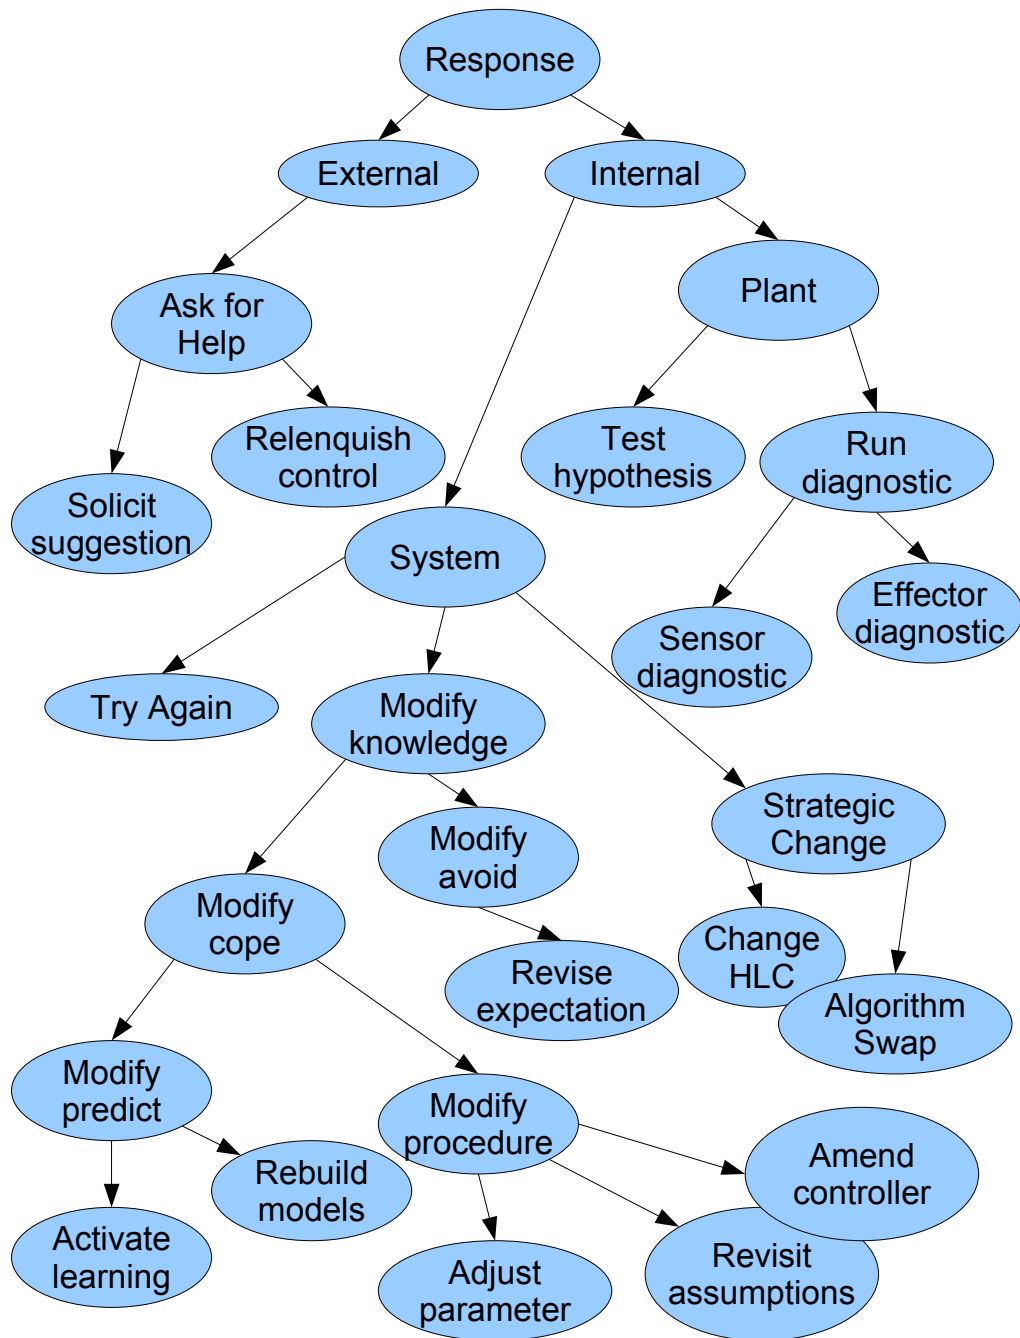 Response
External
Internal
Ask for
Help
Plant
Relenquish
control
Test
hypothesis
Run
diagnostic
Solicit
suggestion
System
Effector
diagnostic
Sensor
diagnostic
Try Again
Modify
knowledge
Strategic
Change
Modify
avoid
Modify
cope
Change
HLC
Revise
expectation
Algorithm
Swap
Modify
predict
Modify
procedure
Amend
controller
Rebuild
models
Activate
learning
Adjust
parameter
Revisit
assumptions